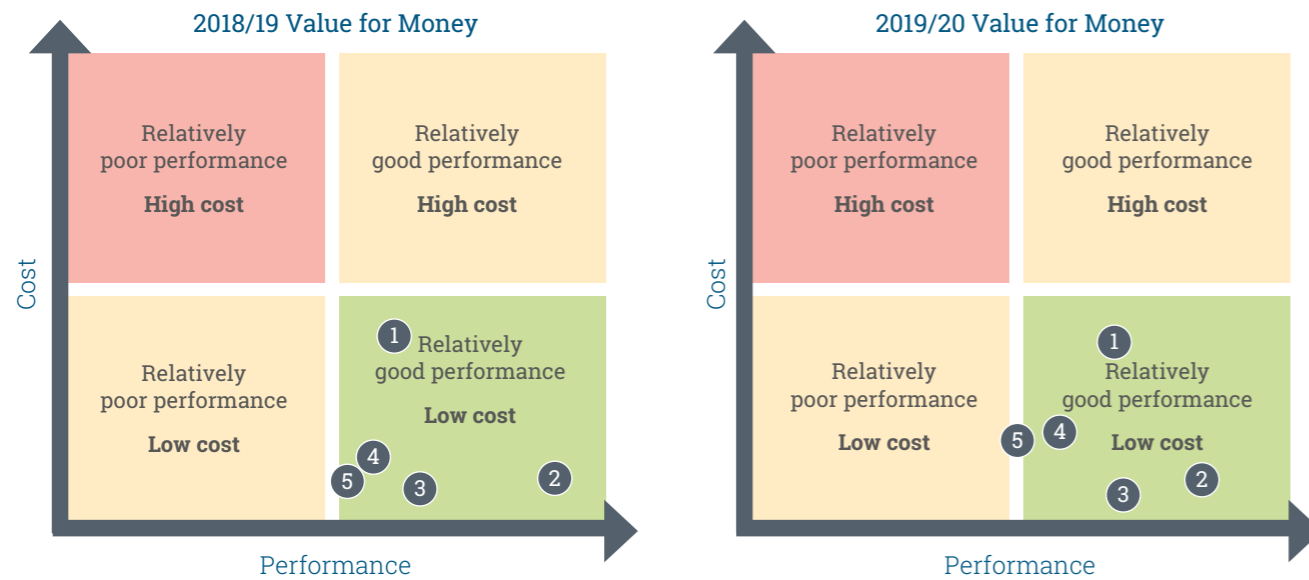 2018/19 Value for Money
Cost
Relatively
poor performance
High cost
Relatively
good performance
High cost
Relatively
poor performance
Low cost
1
Relatively
good performance
Low cost
4
5
3
2
Performance
2019/20 Value for Money
Cost
Relatively
poor performance
High cost
Relatively
good performance
High cost
Relatively
poor performance
Low cost
1
Relatively
good performance
Low cost
5
4
3
2
Performance